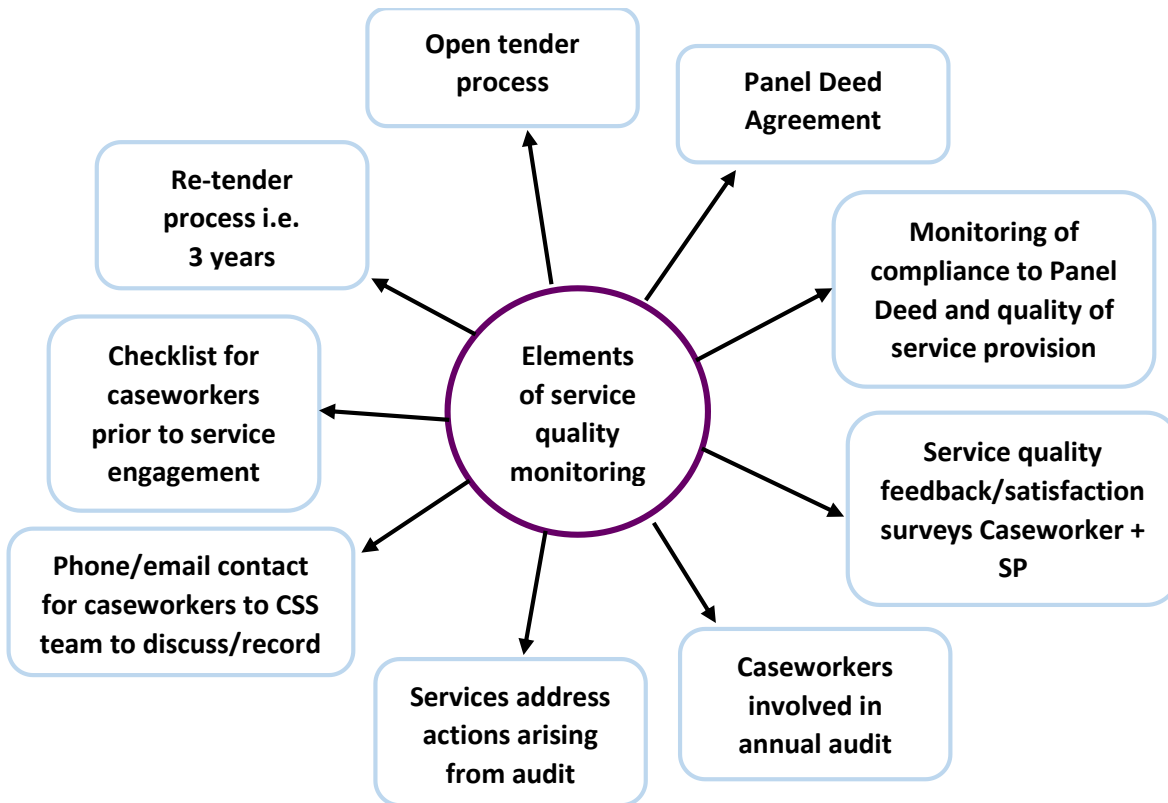 Open tender
process
Panel Deed
Agreement
Re-tender
process i.e.
3 years
Monitoring of
compliance to Panel
Deed and quality of
service provision
Checklist for
caseworkers
prior to service
engagement
Elements
of service
quality
monitoring
Service quality
feedback/satisfaction
surveys Caseworker +
SP
Phone/email contact
for caseworkers to CSS
team to discuss/record
Services address
actions arising
from audit
Caseworkers
involved in
annual audit